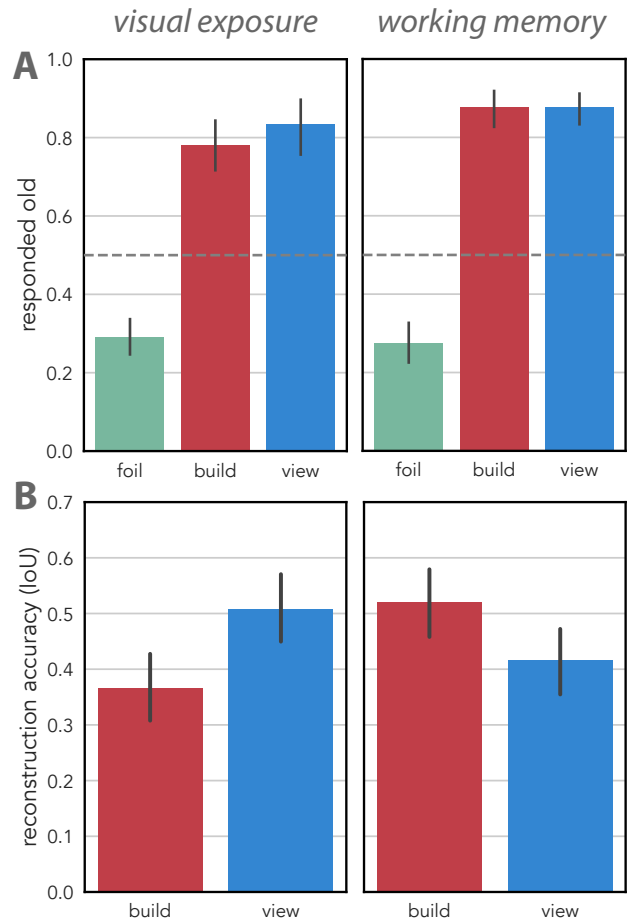 visual exposure working memory
A
responded old
1.0
0.8
0.6
0.4
0.2
0.0
foil build view foil build view
B
reconstruction accuracy (IoU)
0.7
0.6
0.5
0.4
0.3
0.2
0.1
0.0
build view build view